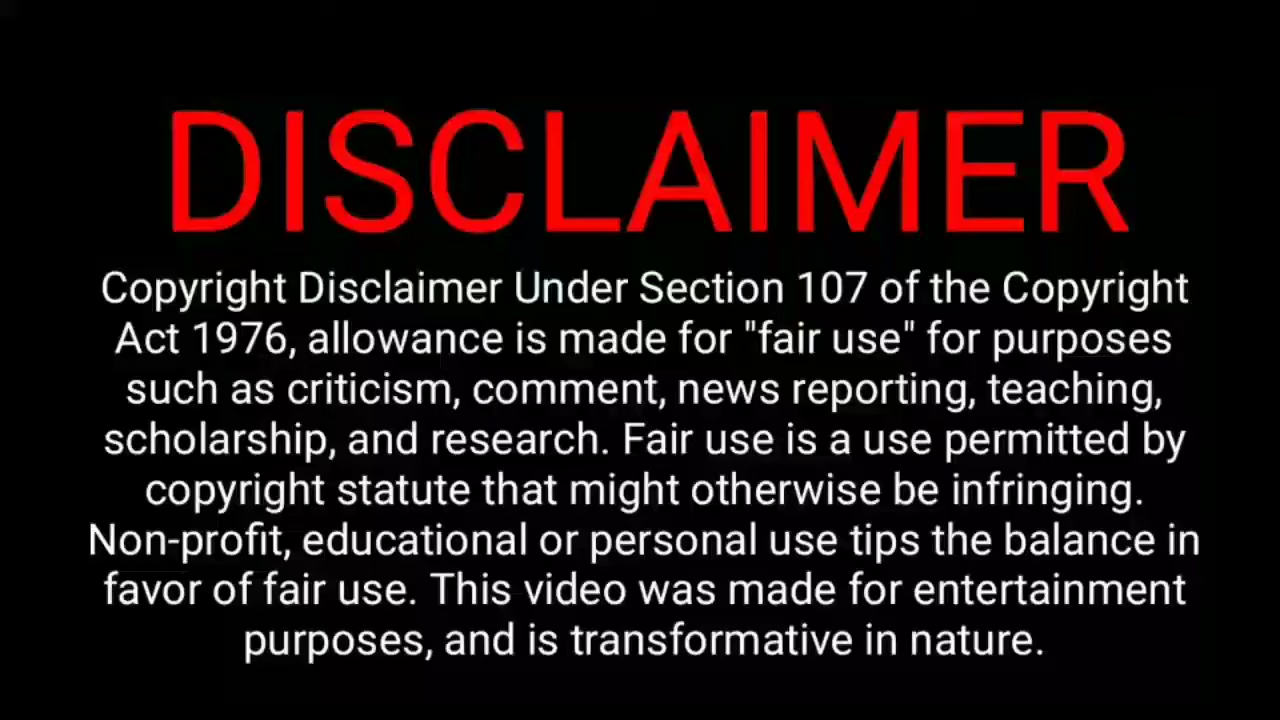 DISCLAIMER
Copyright Disclaimer Under Section 107 of the Copyright
Act 1976, allowance is made for "fair use" for purposes
such as criticism, comment, news reporting, teaching,
scholarship, and research. Fair use is a use permitted by
copyright statute that might otherwise be infringing.
Non-profit, educational or personal use tips the balance in
favor of fair use. This video was made for entertainment
purposes, and is transformative in nature.